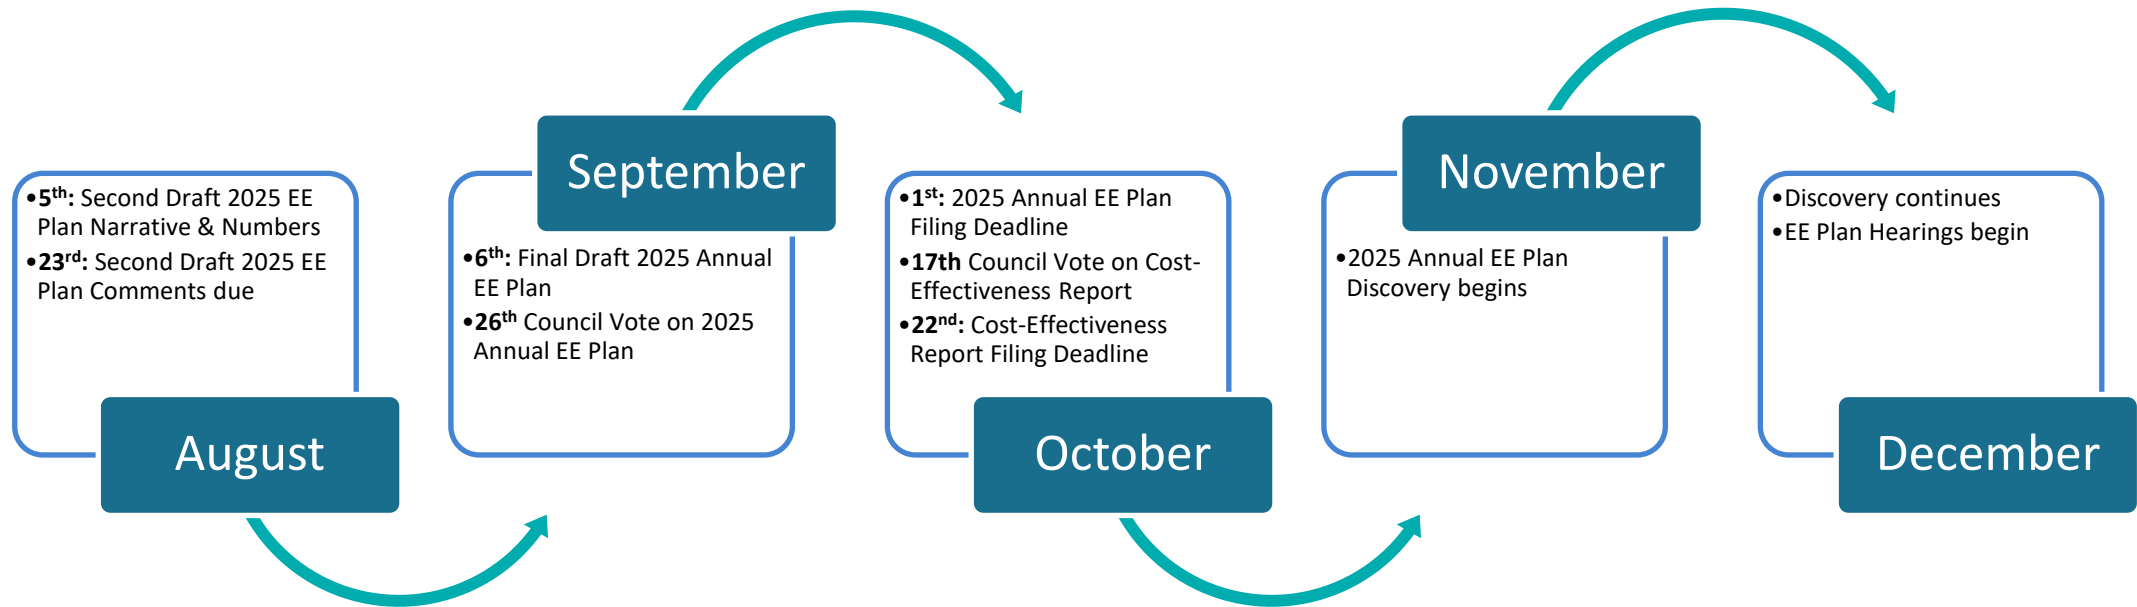 August
•5th: Second Draft 2025 EE
Plan Narrative & Numbers
•23rd: Second Draft 2025 EE
Plan Comments due
September
•6th: Final Draft 2025 Annual
EE Plan
•26th Council Vote on 2025
Annual EE Plan
October
•1st: 2025 Annual EE Plan
Filing Deadline
•17th Council Vote on Cost-
Effectiveness Report
•22nd: Cost-Effectiveness
Report Filing Deadline
November
•2025 Annual EE Plan
Discovery begins
December
•Discovery continues
•EE Plan Hearings begin